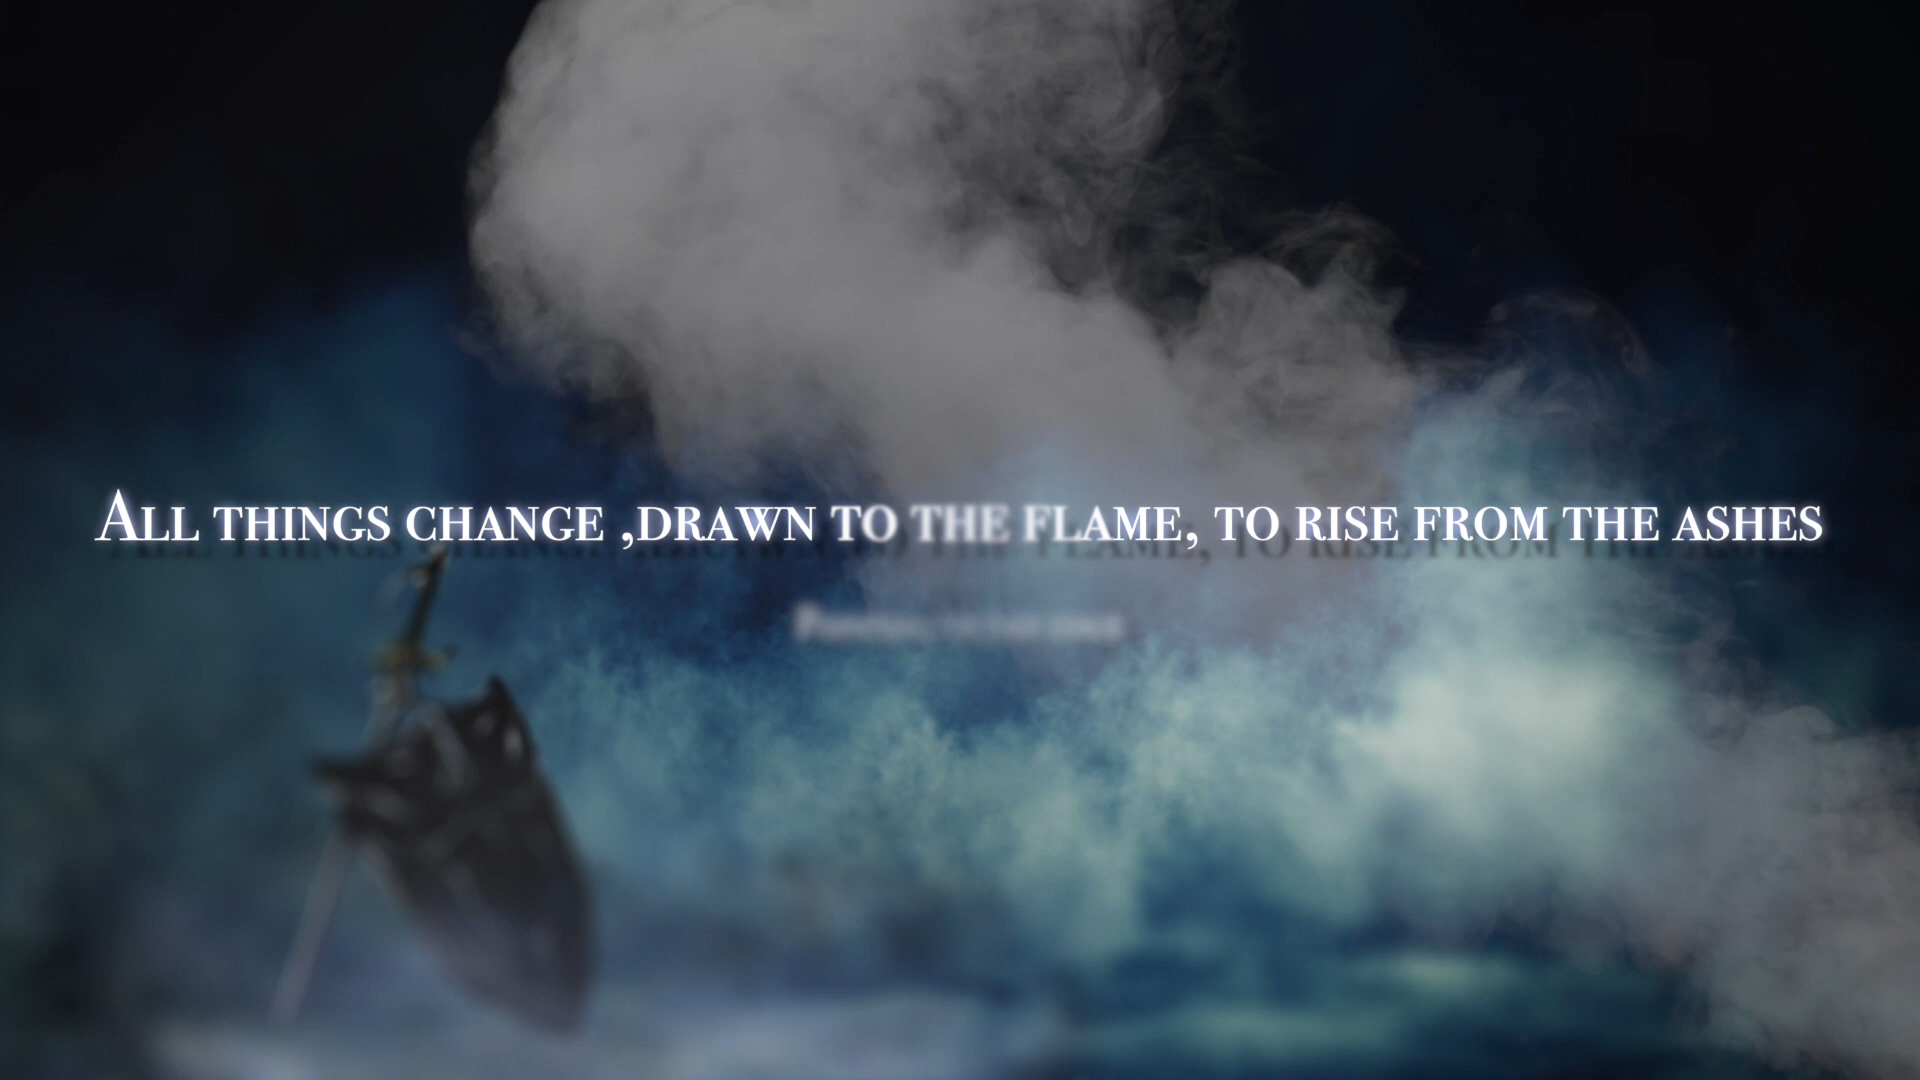 All things change ,drawn to the flame, to rise from the ashes